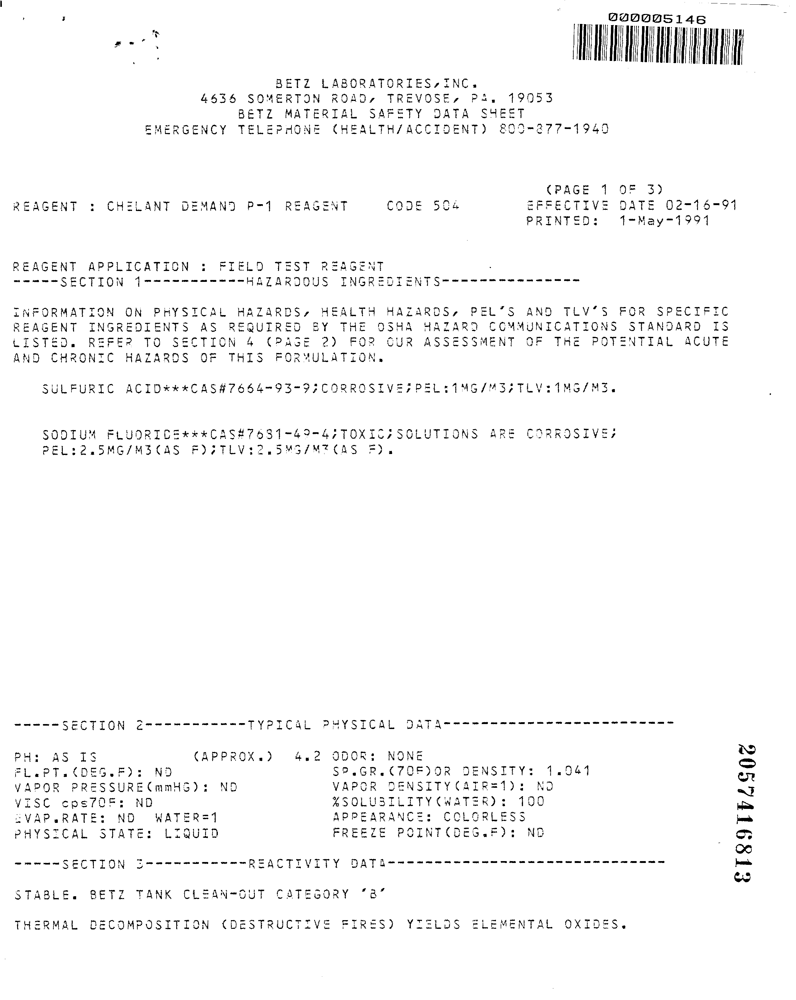 000005146
BETZ LABORATORIES,INC.
4636 SOMERTON ROAD, TREVOSE, PA. 19053
BETZ MATERIAL SAFETY DATA SHEET
EMERGENCY TELEPHONE (HEALTH/ACCIDENT) 800-877-1940
(PAGE 1 OF 3)
REAGENT : CHELANT DEMAND P-1 REAGENT CODE 504 EFFECTIVE DATE 02-16-91
PRINTED: 1-May-1991
REAGENT APPLICATION : FIELD TEST REAGENT
-----SECTION 1-----------HAZARDOUS INGREDIENTS---------------
INFORMATION ON PHYSICAL HAZARDS, HEALTH HAZARDS, PEL'S AND TLV'S FOR SPECIFIC
REAGENT INGREDIENTS AS REQUIRED BY THE OSHA HAZARD COMMUNICATIONS STANDARD IS
LISTED. REFER TO SECTION 4 (PAGE 2) FOR OUR ASSESSMENT OF THE POTENTIAL ACUTE
AND CHRONIC HAZARDS OF THIS FORMULATION.
SULFURIC ACID***CAS#7664-93-9;CORROSIVE;PEL:1MG/M3;TLV:1MG/M3.
SODIUM FLUORIDE***CAS#7681-49-4;TOXIC;SOLUTIONS ARE CORROSIVE;
PEL:2.5MG/M3(AS F);TLV:2.5MG/M3(AS F).
-----SECTION 2-----------TYPICAL PHYSICAL DATA-------------------------
PH: AS IS (APPROX.) 4.2 ODOR: NONE
FL.PT.(DEG.F): ND SP.GR.(70F)OR DENSITY: 1.041
VAPOR PRESSURE(mmHG): ND VAPOR DENSITY(AIR=1): ND
VISC cps70F: ND %SOLUBILITY(WATER): 100
EVAP.RATE: ND WATER=1 APPEARANCE: COLORLESS
PHYSICAL STATE: LIQUID FREEZE POINT(DEG.F): ND
-----SECTION 3-----------REACTIVITY DATA------------------------------
STABLE. BETZ TANK CLEAN-OUT CATEGORY 'B'
THERMAL DECOMPOSITION (DESTRUCTIVE FIRES) YIELDS ELEMENTAL OXIDES.
2057416813